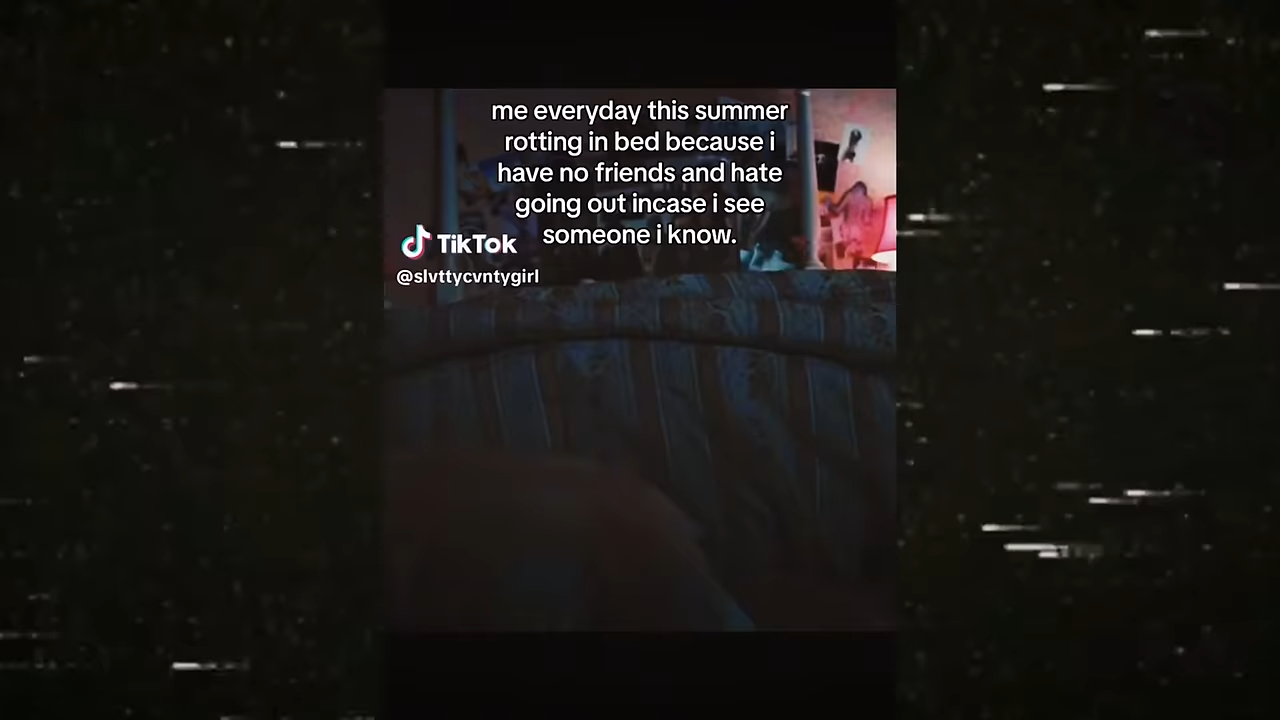 me everyday this summer
rotting in bed because i
have no friends and hate
going out incase i see
someone i know.
TikTok
@slvttycvntygirl